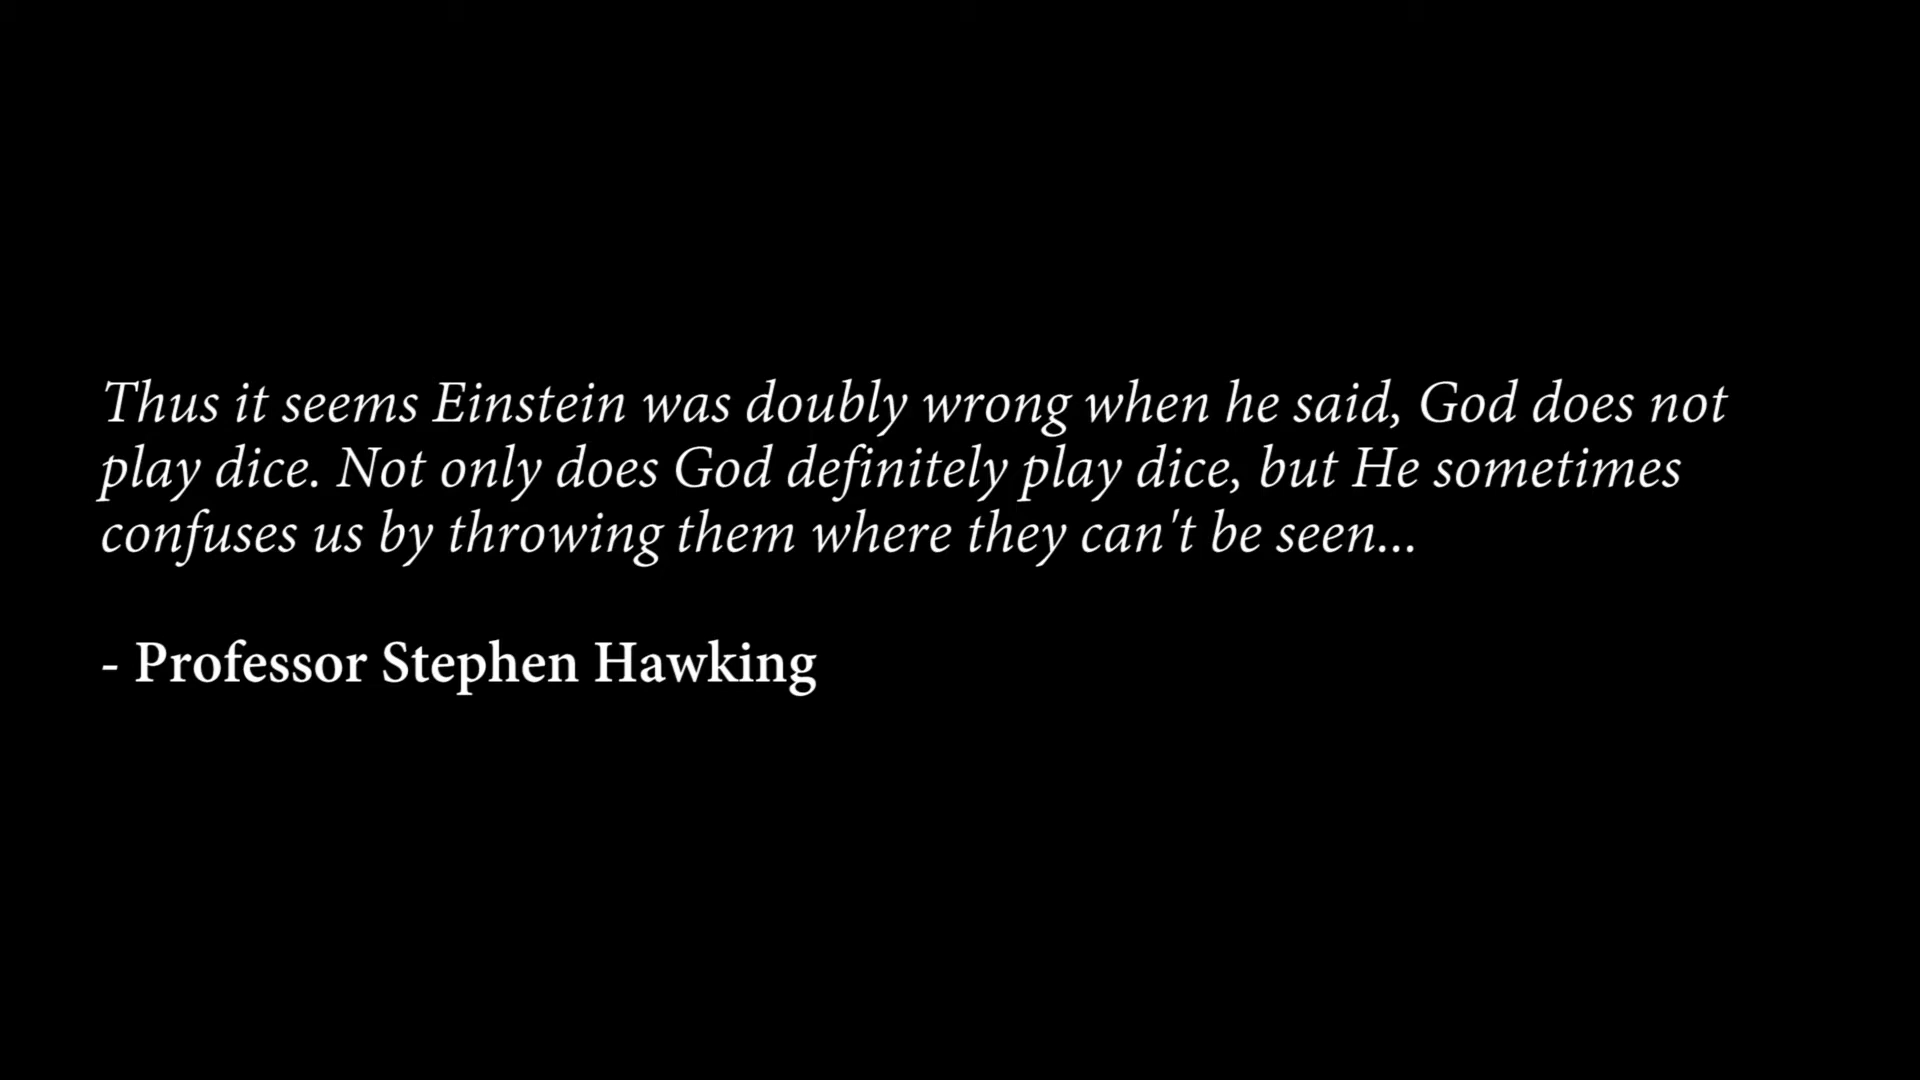 Thus it seems Einstein was doubly wrong when he said, God does not
play dice. Not only does God definitely play dice, but He sometimes
confuses us by throwing them where they can't be seen...
- Professor Stephen Hawking